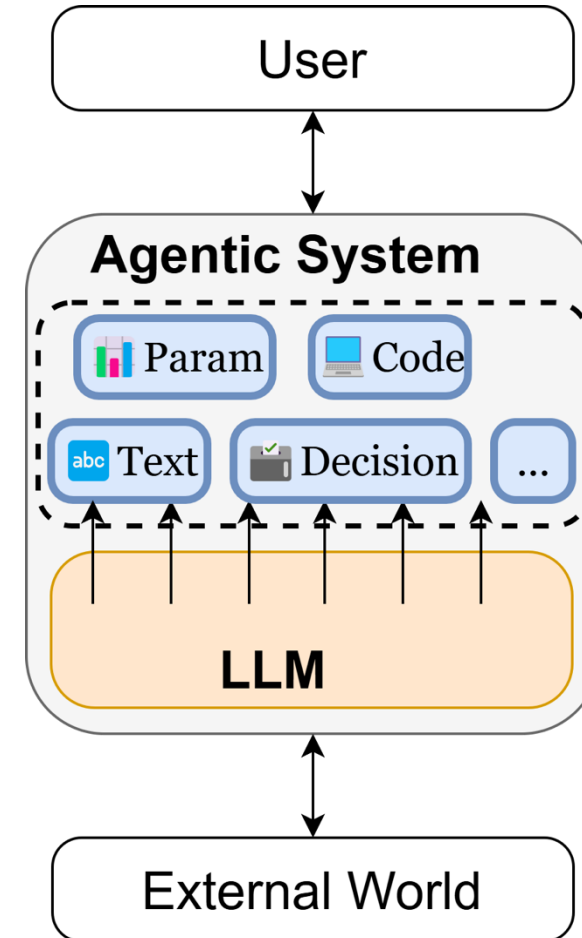 User
Agentic System
Param Code
abc Text Decision ...
LLM
External World